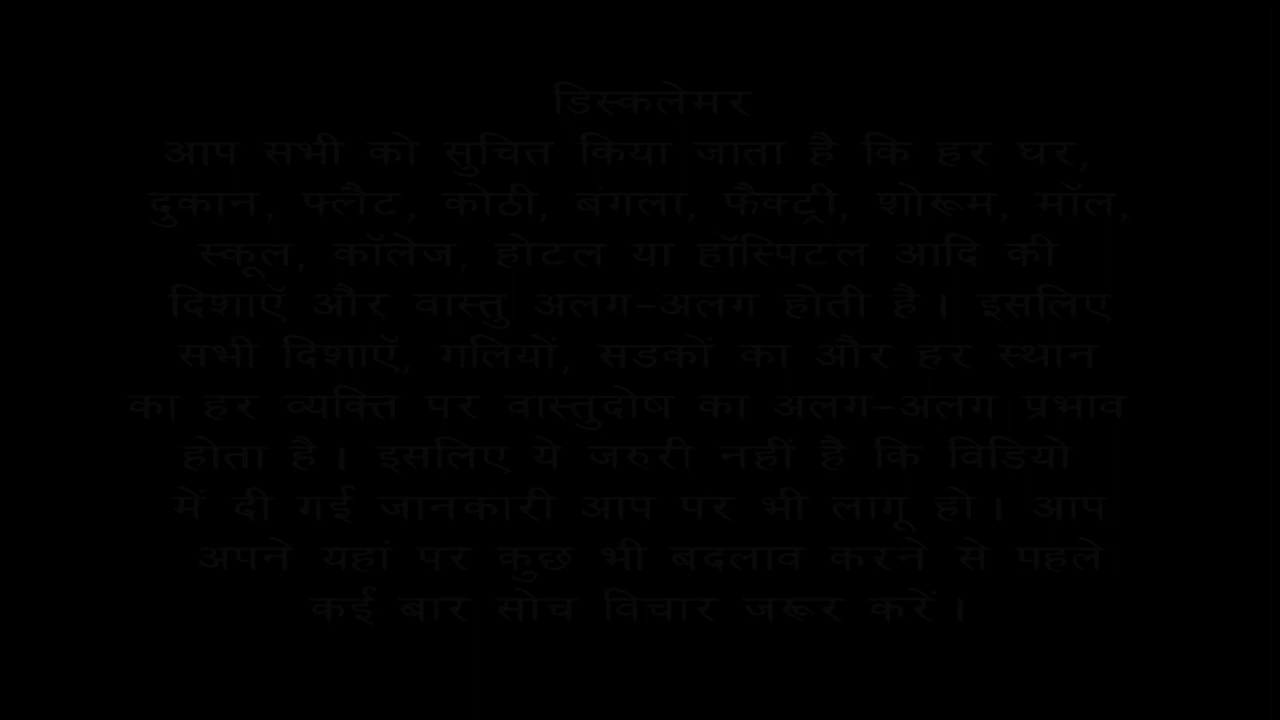 डिस्कलेमर
आप सभी को सुचित किया जाता है कि हर घर,
दुकान, फ्लैट, कोठी, बंगला, फैक्ट्री, शोरूम, मॉल,
स्कूल, कॉलेज, होटल या हॉस्पिटल आदि की
दिशाएॅ और वास्तु अलग-अलग होती है। इसलिए
सभी दिशाएॅ, गलियों, सडकों का और हर स्थान
का हर व्यक्ति पर वास्तुदोष का अलग-अलग प्रभाव
होता है। इसलिए ये जरुरी नहीं है कि विडियो
में दी गई जानकारी आप पर भी लागू हो। आप
अपने यहां पर कुछ भी बदलाव करने से पहले
कई बार सोच विचार जरूर करें।